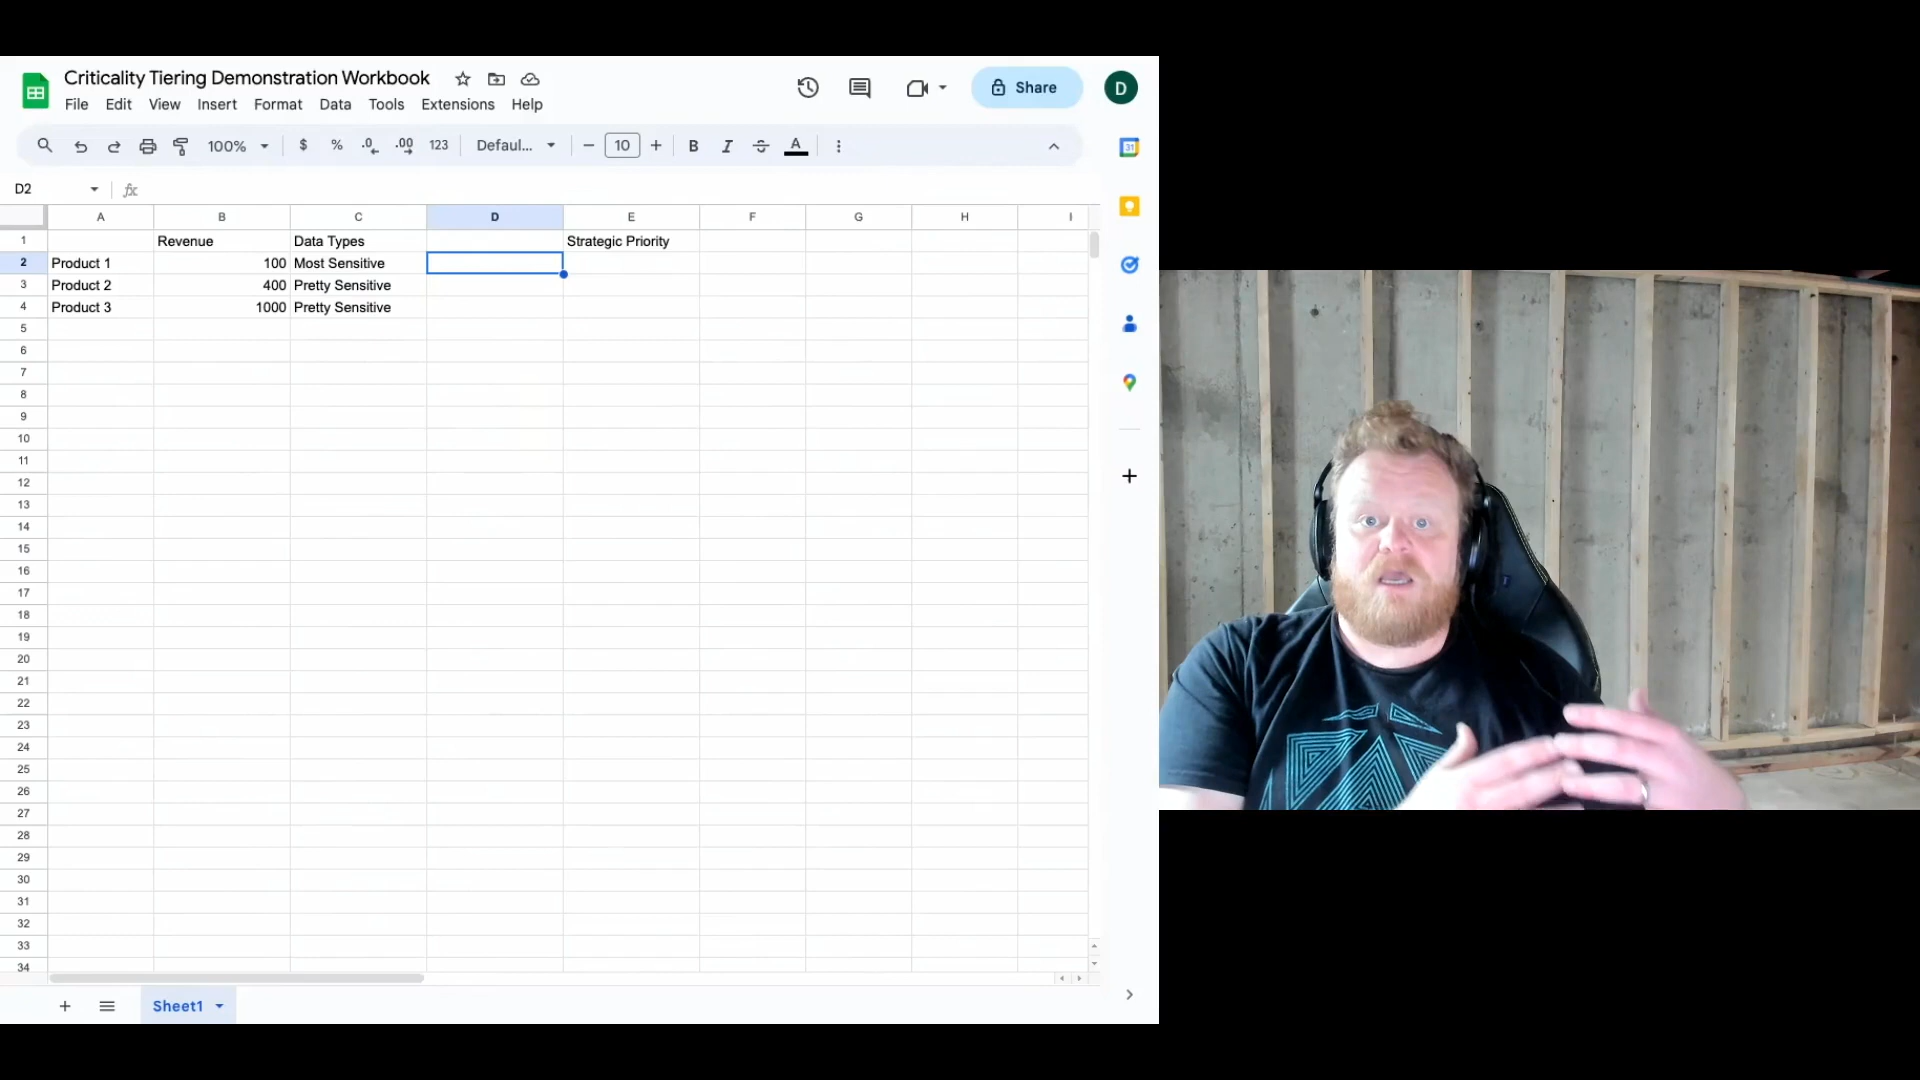 Criticality Tiering Demonstration Workbook
File Edit View Insert Format Data Tools Extensions Help
Share
D
100% $ % .0 .00 123 Defaul... 10 B I A
31
D2 fx
A B C D E F G H I
1 Revenue Data Types Strategic Priority
2 Product 1 100 Most Sensitive
3 Product 2 400 Pretty Sensitive
4 Product 3 1000 Pretty Sensitive
5
6
7
8
9
10
11
12
13
14
15
16
17
18
19
20
21
22
23
24
25
26
27
28
29
30
31
32
33
34
Sheet1